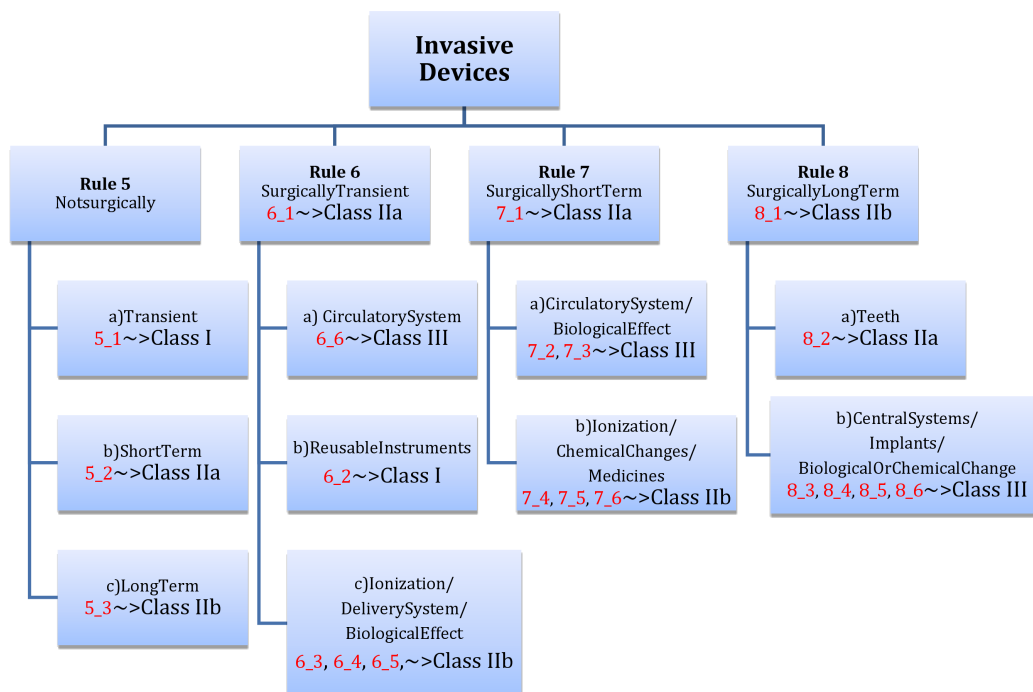 Invasive
Devices
Rule 5
Notsurgically
Rule 6
SurgicallyTransient
6_1~>Class IIa
Rule 7
SurgicallyShortTerm
7_1~>Class IIa
Rule 8
SurgicallyLongTerm
8_1~>Class IIb
a)Transient
5_1~>Class I
b)ShortTerm
5_2~>Class IIa
c)LongTerm
5_3~>Class IIb
a) CirculatorySystem
6_6~>Class III
b)ReusableInstruments
6_2~>Class I
c)Ionization/
DeliverySystem/
BiologicalEffect
6_3, 6_4, 6_5,~>Class IIb
a)CirculatorySystem/
BiologicalEffect
7_2, 7_3~>Class III
b)Ionization/
ChemicalChanges/
Medicines
7_4, 7_5, 7_6~>Class IIb
a)Teeth
8_2~>Class IIa
b)CentralSystems/
Implants/
BiologicalOrChemicalChange
8_3, 8_4, 8_5, 8_6~>Class III